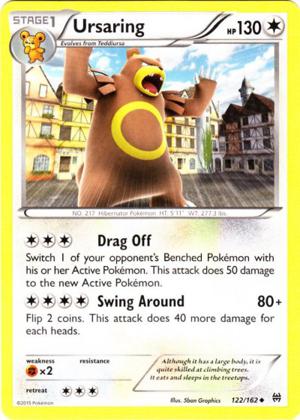 STAGE1 Ursaring HP130
Evolves from Teddiursa
NO. 217 Hibernator Pokémon HT: 5'11" WT: 277.3 lbs.
Drag Off
Switch 1 of your opponent's Benched Pokémon with
his or her Active Pokémon. This attack does 50 damage
to the new Active Pokémon.
Swing Around 80+
Flip 2 coins. This attack does 40 more damage for
each heads.
weakness resistance
×2
retreat
Although it has a large body, it is
quite skilled at climbing trees.
It eats and sleeps in the treetops.
©2015 Pokémon Illus. 5ban Graphics 122/162